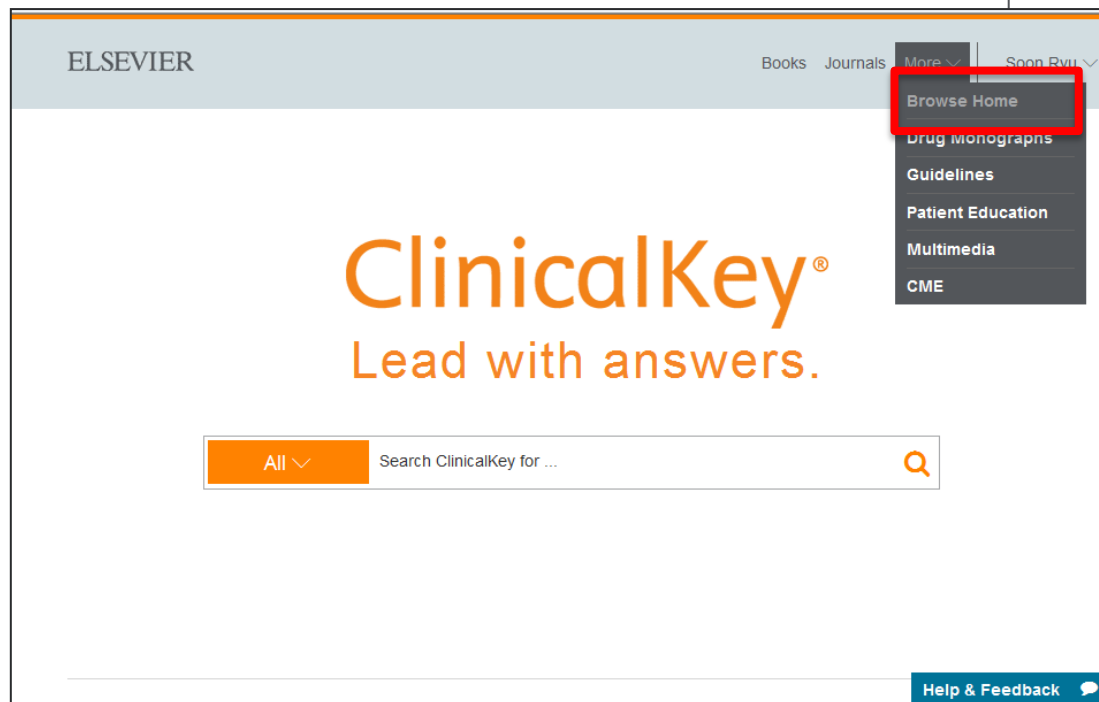 ELSEVIER
Books Journals More Soon Ryu
Browse Home
Drug Monographs
Guidelines
Patient Education
Multimedia
CME
ClinicalKey®
Lead with answers.
All Search ClinicalKey for ...
Help & Feedback